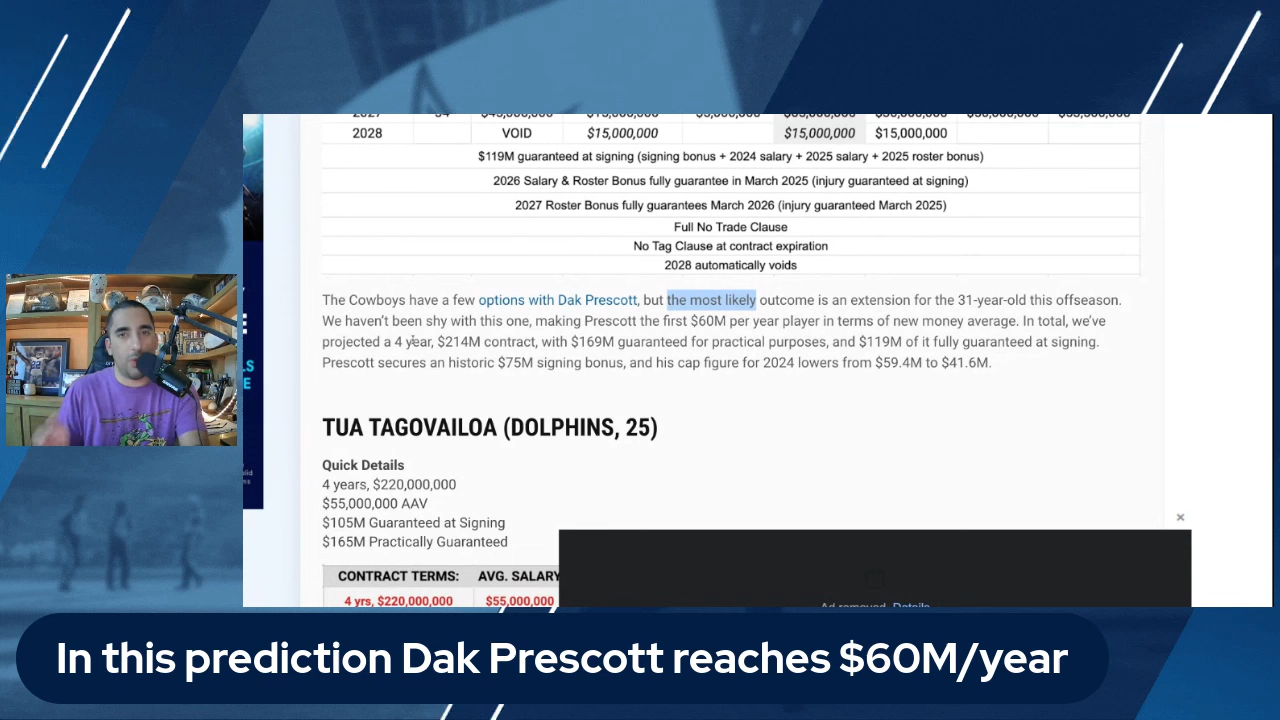 2028 VOID $15,000,000 $15,000,000 $15,000,000
$119M guaranteed at signing (signing bonus + 2024 salary + 2025 salary + 2025 roster bonus)
2026 Salary & Roster Bonus fully guarantee in March 2025 (injury guaranteed at signing)
2027 Roster Bonus fully guarantees March 2026 (injury guaranteed March 2025)
Full No Trade Clause
No Tag Clause at contract expiration
2028 automatically voids
The Cowboys have a few options with Dak Prescott, but the most likely outcome is an extension for the 31-year-old this offseason.
We haven't been shy with this one, making Prescott the first $60M per year player in terms of new money average. In total, we've
projected a 4 year, $214M contract, with $169M guaranteed for practical purposes, and $119M of it fully guaranteed at signing.
Prescott secures an historic $75M signing bonus, and his cap figure for 2024 lowers from $59.4M to $41.6M.
TUA TAGOVAILOA (DOLPHINS, 25)
Quick Details
4 years, $220,000,000
$55,000,000 AAV
$105M Guaranteed at Signing
$165M Practically Guaranteed
CONTRACT TERMS: AVG. SALARY
4 yrs, $220,000,000 $55,000,000
Ad removed. Details
In this prediction Dak Prescott reaches $60M/year